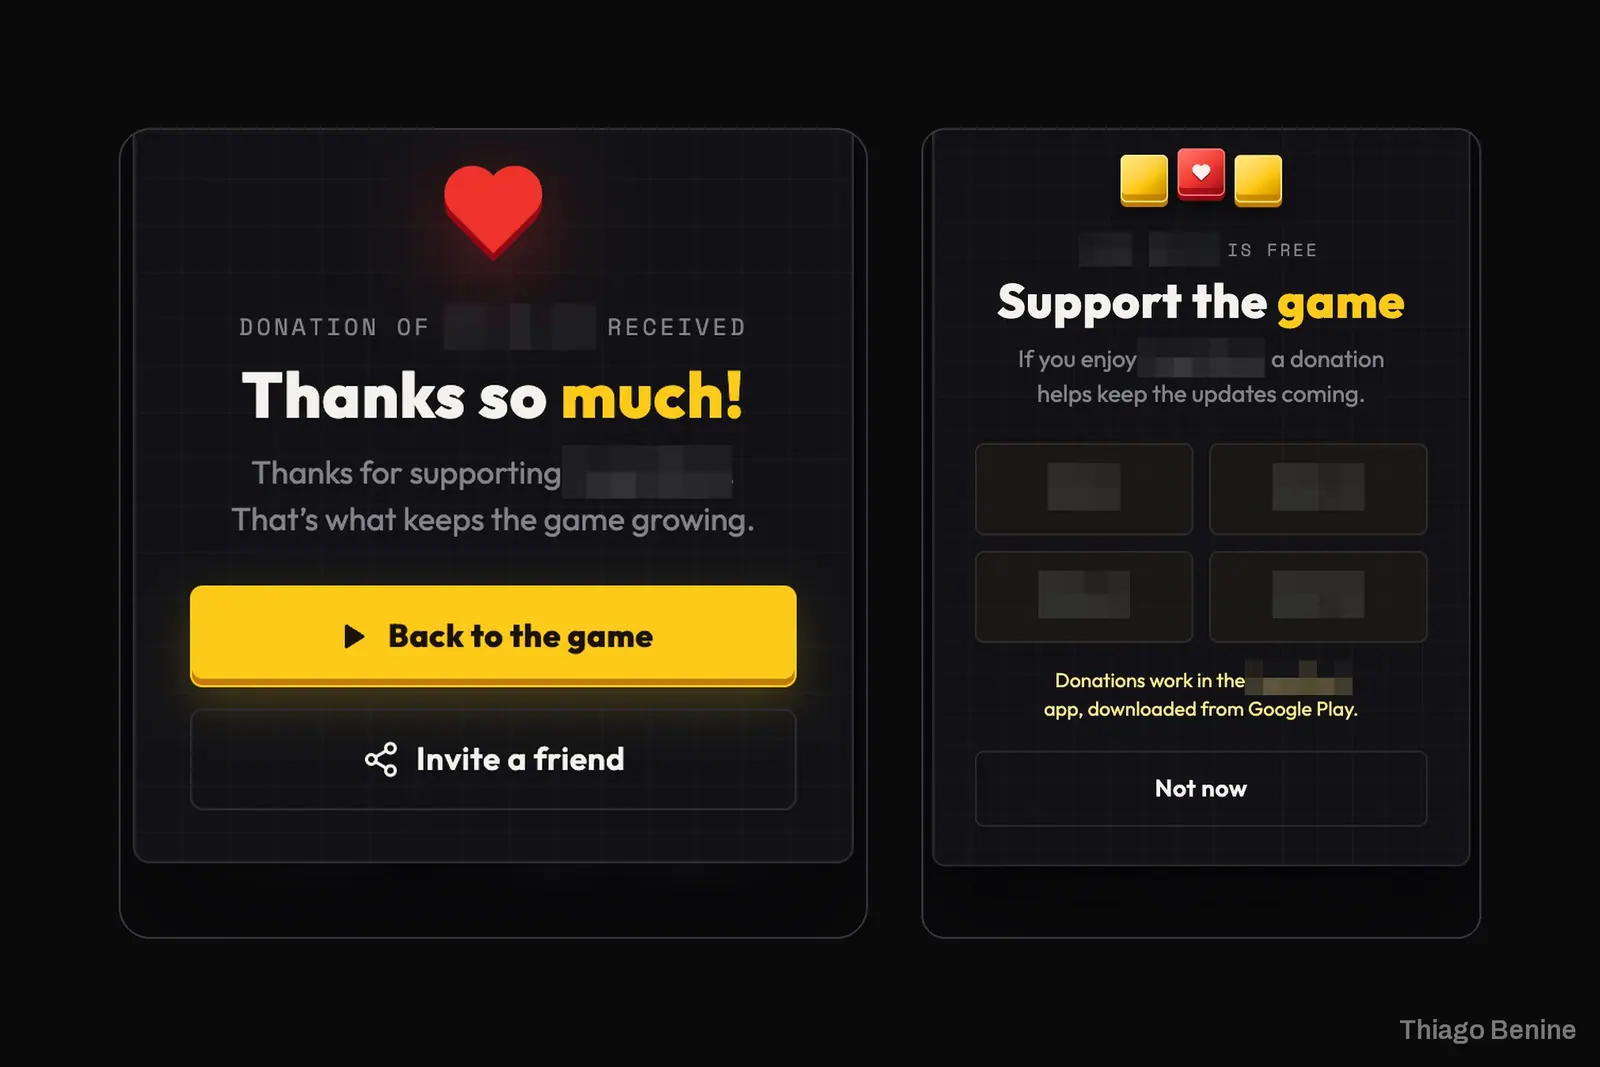 DONATION OF RECEIVED
Thanks so much!
Thanks for supporting .
That's what keeps the game growing.
Back to the game
Invite a friend
IS FREE
Support the game
If you enjoy a donation
helps keep the updates coming.
Donations work in the
app, downloaded from Google Play.
Not now
Thiago Benine